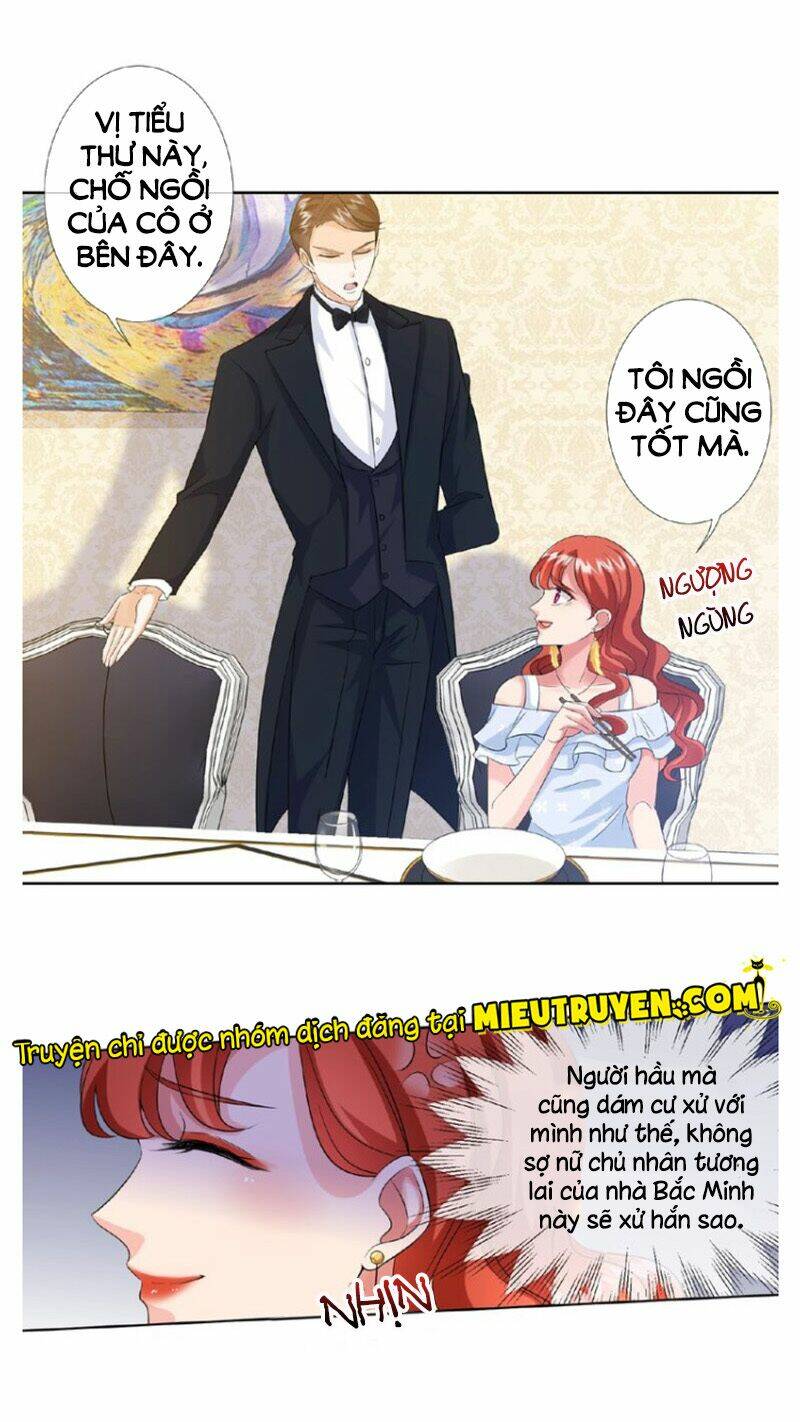 VỊ TIỂU
THƯ NÀY,
CHỖ NGỒI
CỦA CÔ Ở
BÊN ĐÂY.
TÔI NGỒI
ĐÂY CŨNG
TỐT MÀ.
NGƯỢNG
NGÙNG
Truyện chỉ được nhóm dịch đăng tại MIEUTRUYEN.COM
Người hầu mà
cũng dám cư xử với
mình như thế, không
sợ nữ chủ nhân tương
lai của nhà Bắc Minh
này sẽ xử hắn sao.
NHỊN